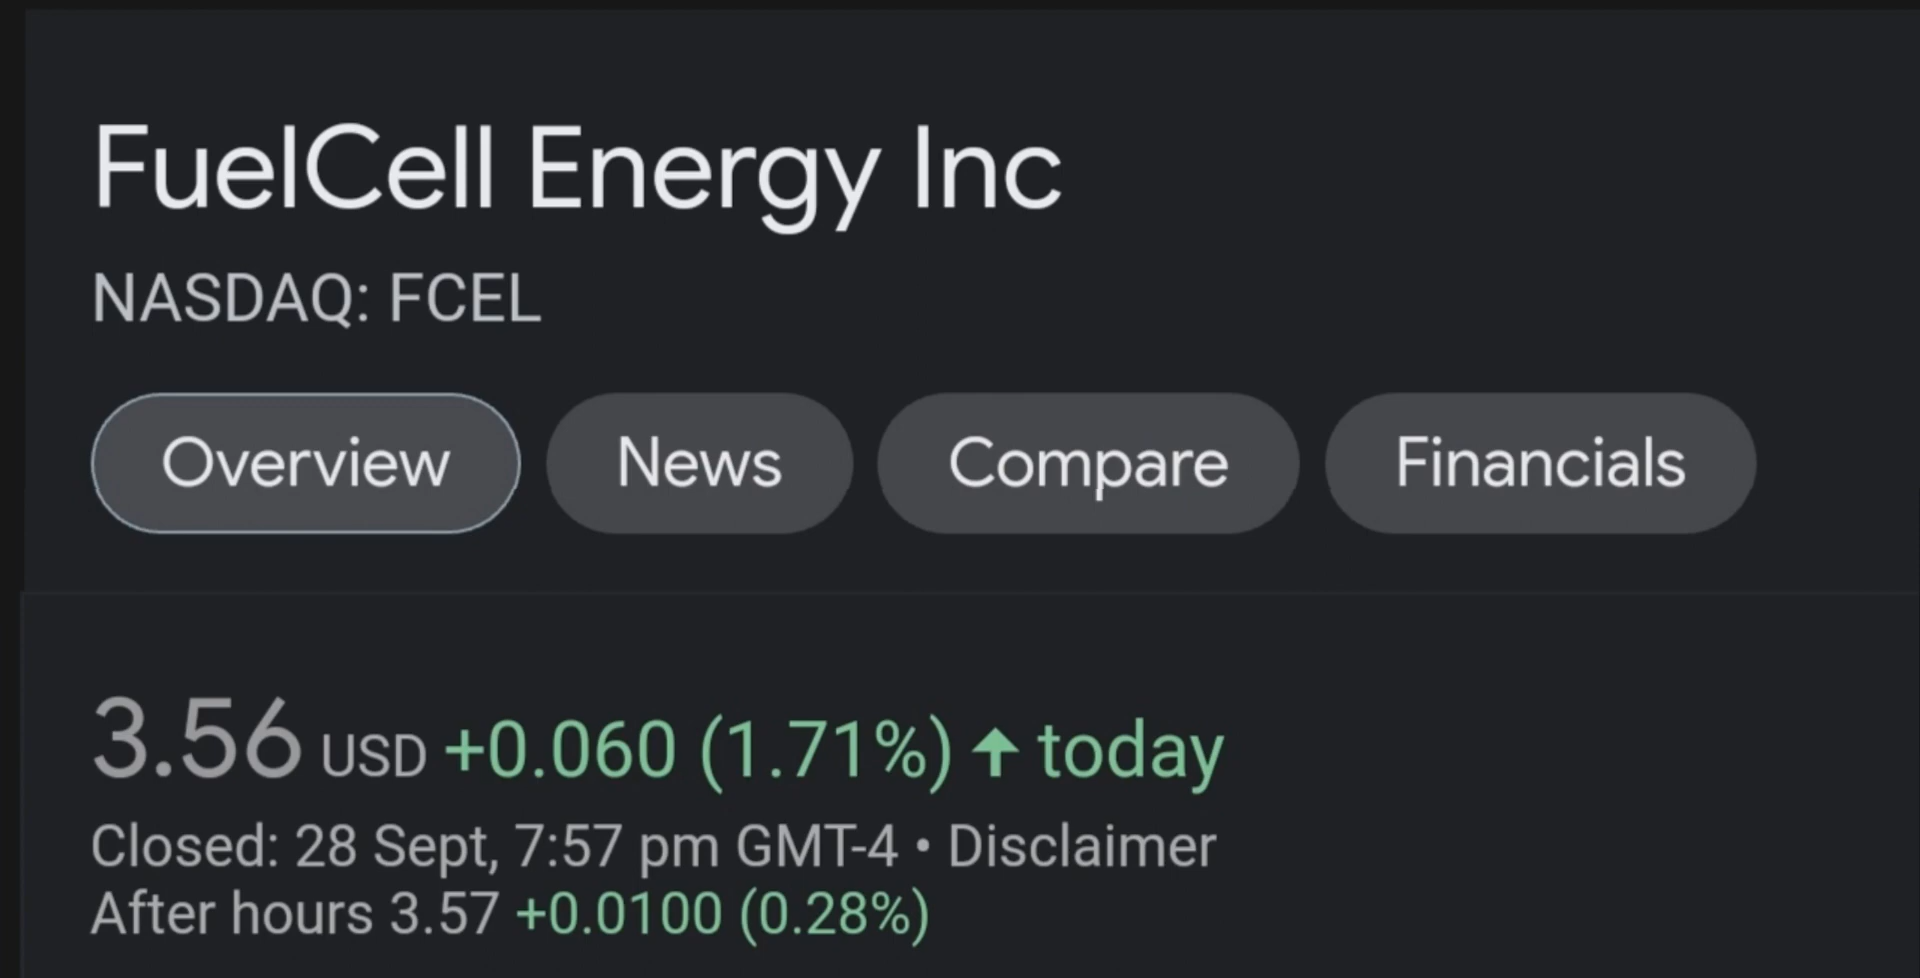 FuelCell Energy Inc
NASDAQ: FCEL
Overview News Compare Financials
3.56 USD +0.060 (1.71%) ↑ today
Closed: 28 Sept, 7:57 pm GMT-4 • Disclaimer
After hours 3.57 +0.0100 (0.28%)